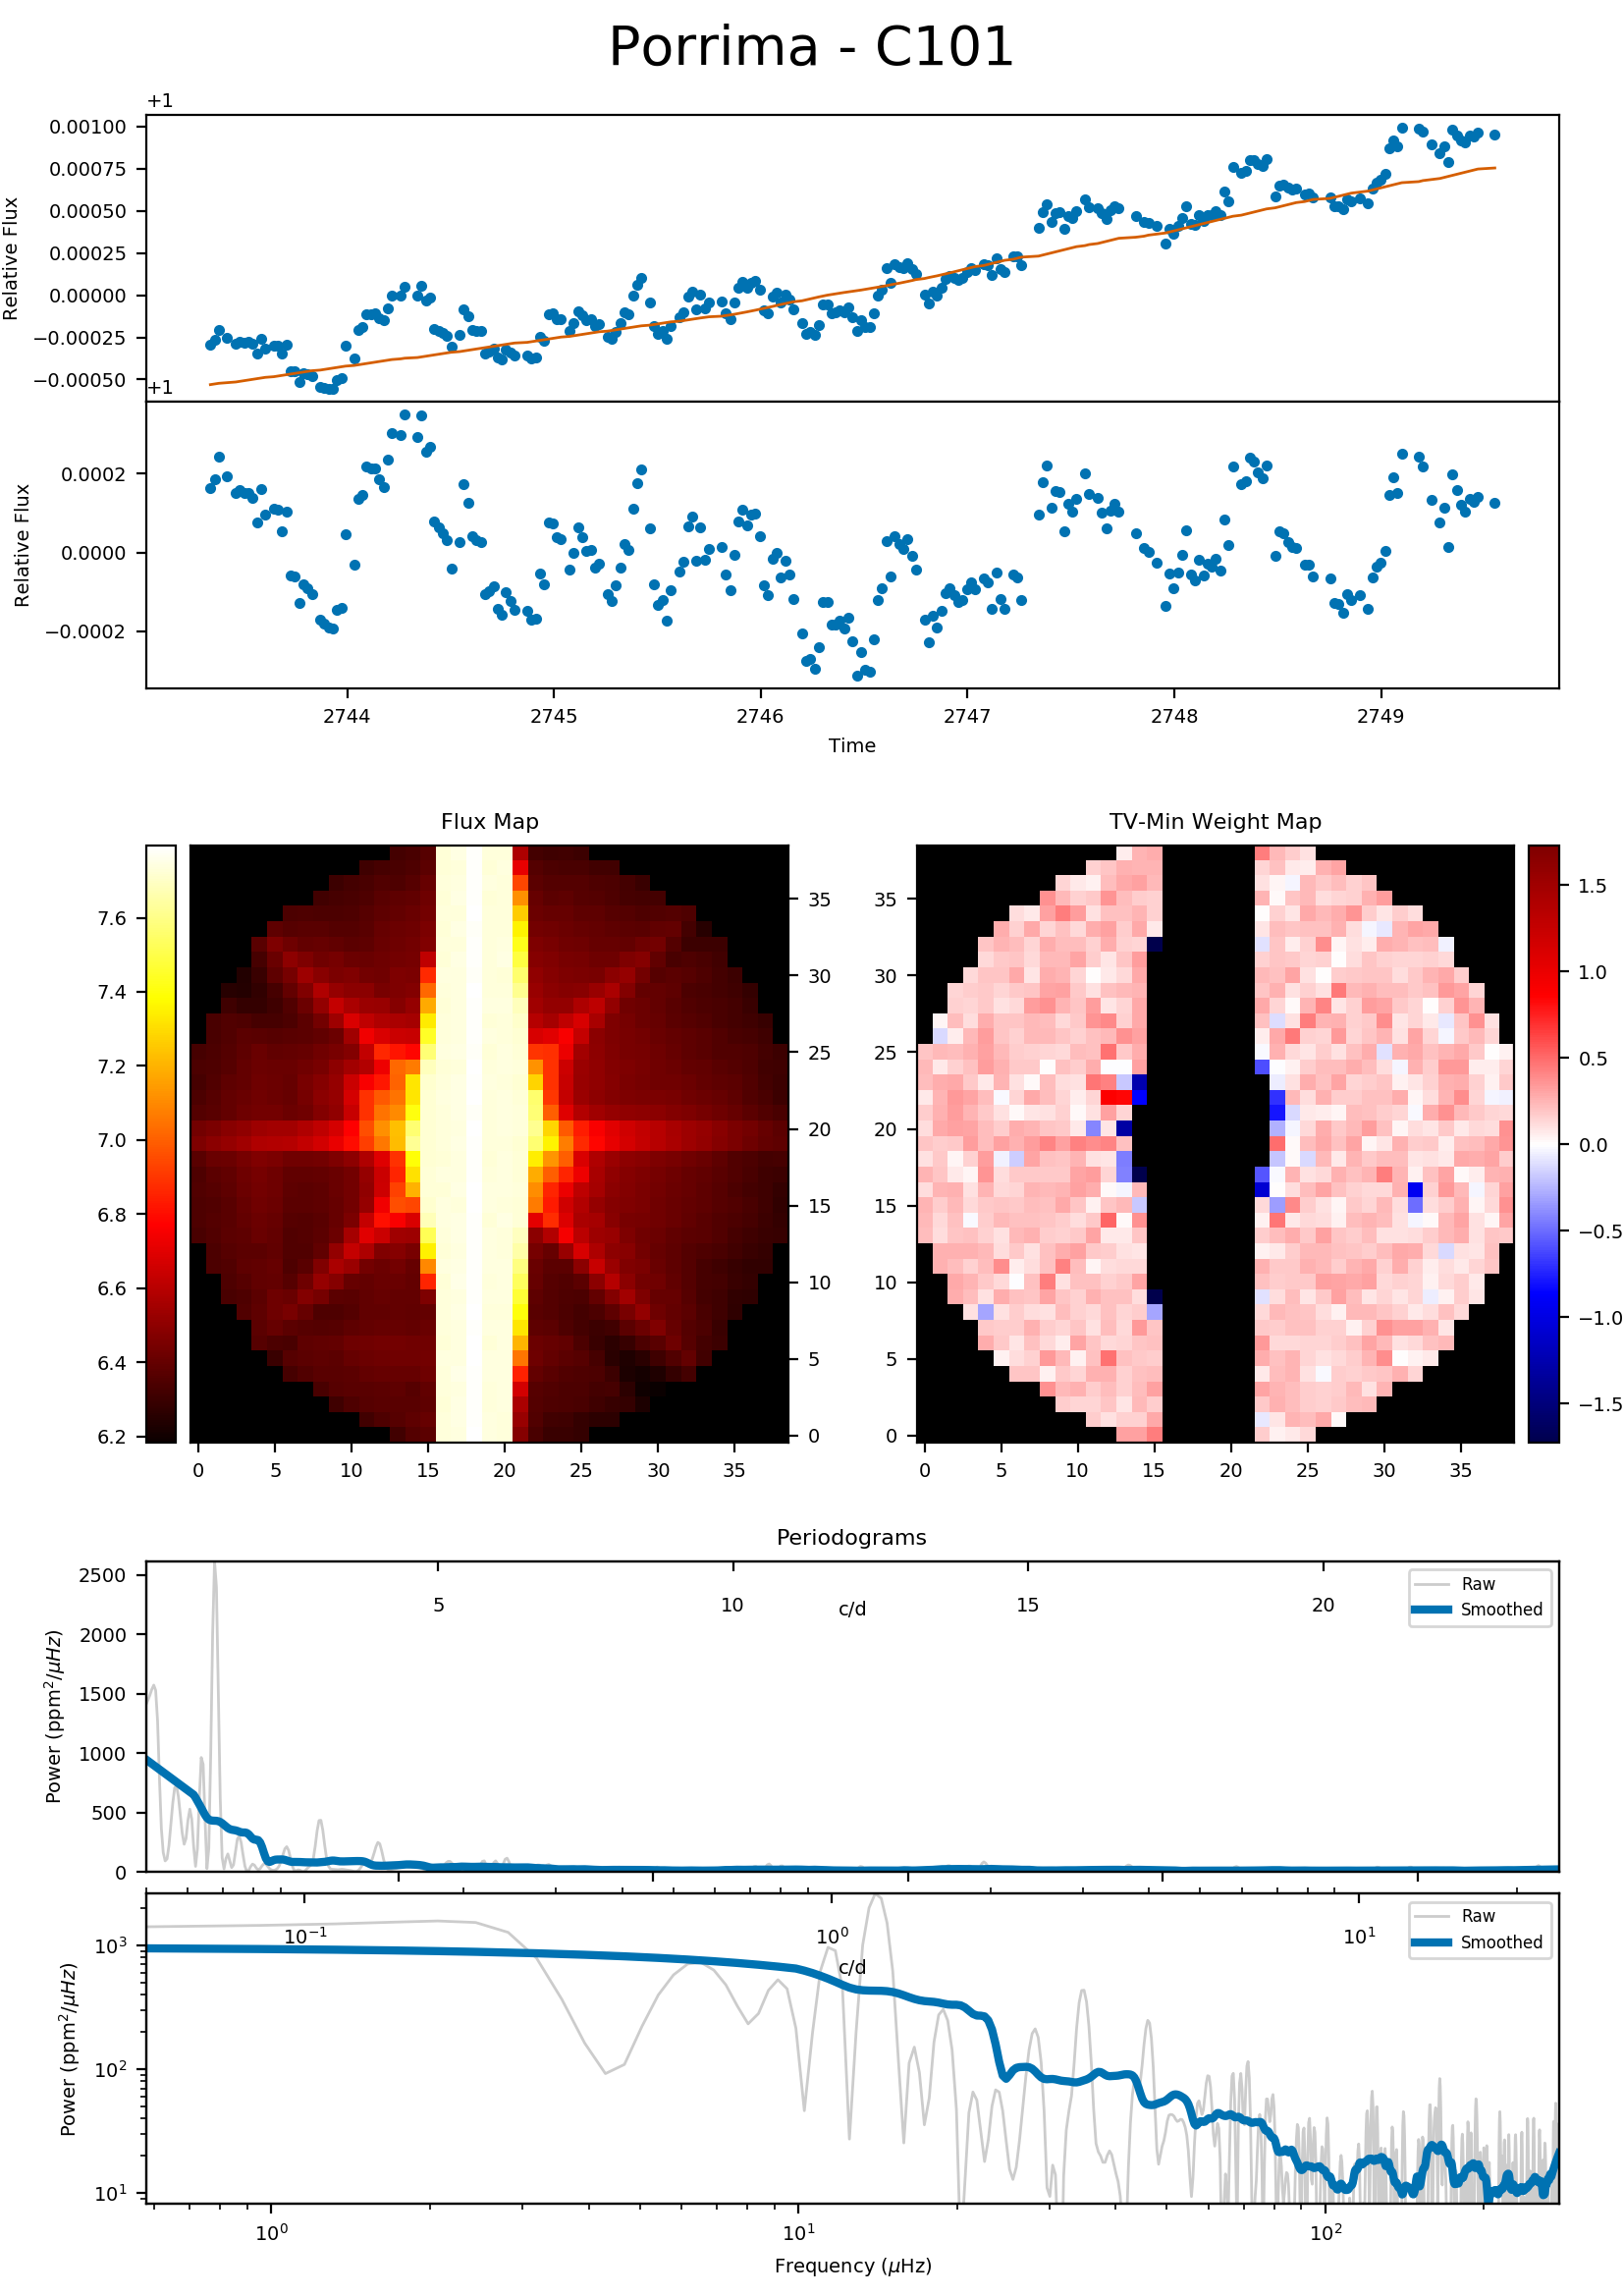 Porrima - C101
+1
0.00100
0.00075
0.00050
0.00025
0.00000
−0.00025
−0.00050
Relative Flux
+1
0.0002
0.0000
−0.0002
Relative Flux
2744 2745 2746 2747 2748 2749
Time
Flux Map
7.6
7.4
7.2
7.0
6.8
6.6
6.4
6.2
35
30
25
20
15
10
5
0
0 5 10 15 20 25 30 35
TV-Min Weight Map
35
30
25
20
15
10
5
0
0 5 10 15 20 25 30 35
1.5
1.0
0.5
0.0
−0.5
−1.0
−1.5
Periodograms
2500
2000
1500
1000
500
0
Power (ppm²/μHz)
5 10 15 20
c/d
Raw
Smoothed
10³
10²
10¹
Power (ppm²/μHz)
10⁻¹ 10⁰ 10¹
c/d
Raw
Smoothed
10⁰ 10¹ 10²
Frequency (μHz)